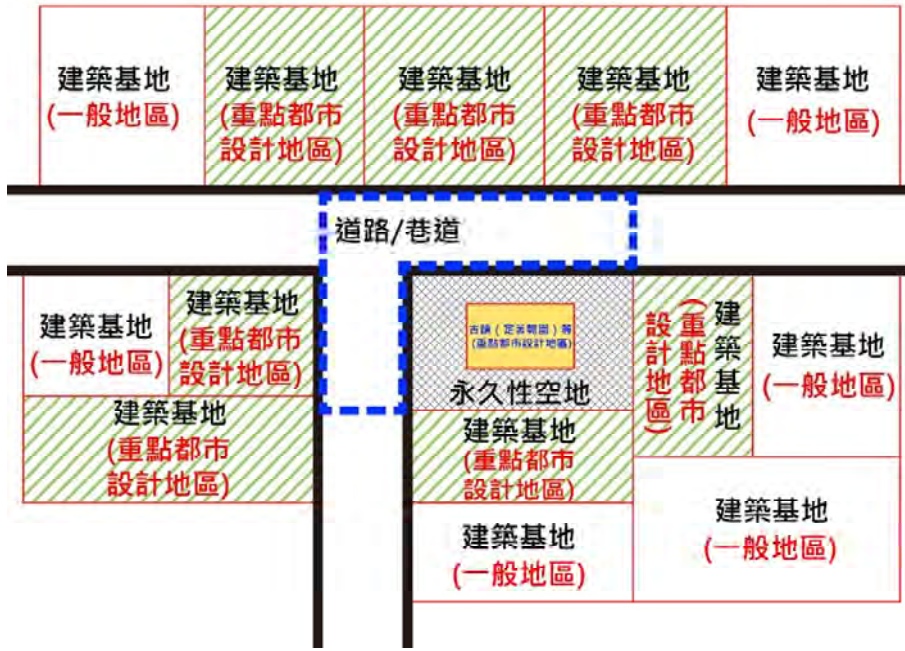 建築基地
(一般地區)
建築基地
(重點都市
設計地區)
建築基地
(重點都市
設計地區)
建築基地
(重點都市
設計地區)
建築基地
(一般地區)
道路/巷道
建築基地
(一般地區)
建築基地
(重點都市
設計地區)
建築基地
(重點都市
設計地區)
古蹟（定著範圍）等
(重點都市設計地區)
永久性空地
建築基地
(重點都市
設計地區)
建築基地
(一般地區)
建築基地
(重點都市
設計地區)
建築基地
(一般地區)
建築基地
(一般地區)